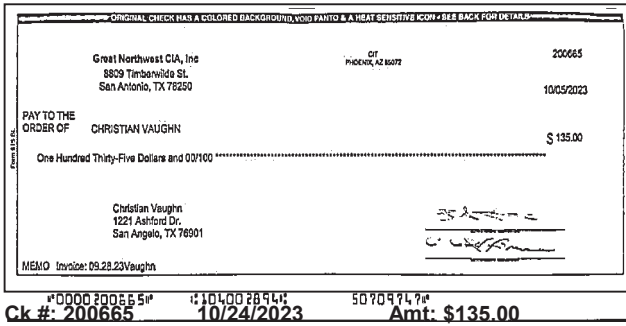 ORIGINAL CHECK HAS A COLORED BACKGROUND, VOID PANTO & A HEAT SENSITIVE ICON • SEE BACK FOR DETAILS
Great Northwest CIA, Inc
8809 Timberwilde St.
San Antonio, TX 78250
CIT
PHOENIX, AZ 85072
200665
10/05/2023
PAY TO THE
ORDER OF CHRISTIAN VAUGHN
$ 135.00
One Hundred Thirty-Five Dollars and 00/100 ****************
Christian Vaughn
1221 Ashford Dr.
San Angelo, TX 76901
MEMO Invoice: 09.28.23Vaughn
Ck #: 200665 10/24/2023 Amt: $135.00